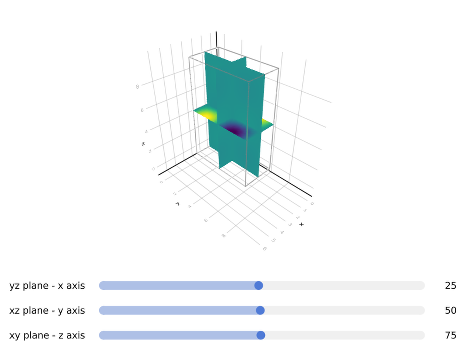 yz plane - x axis 25
xz plane - y axis 50
xy plane - z axis 75